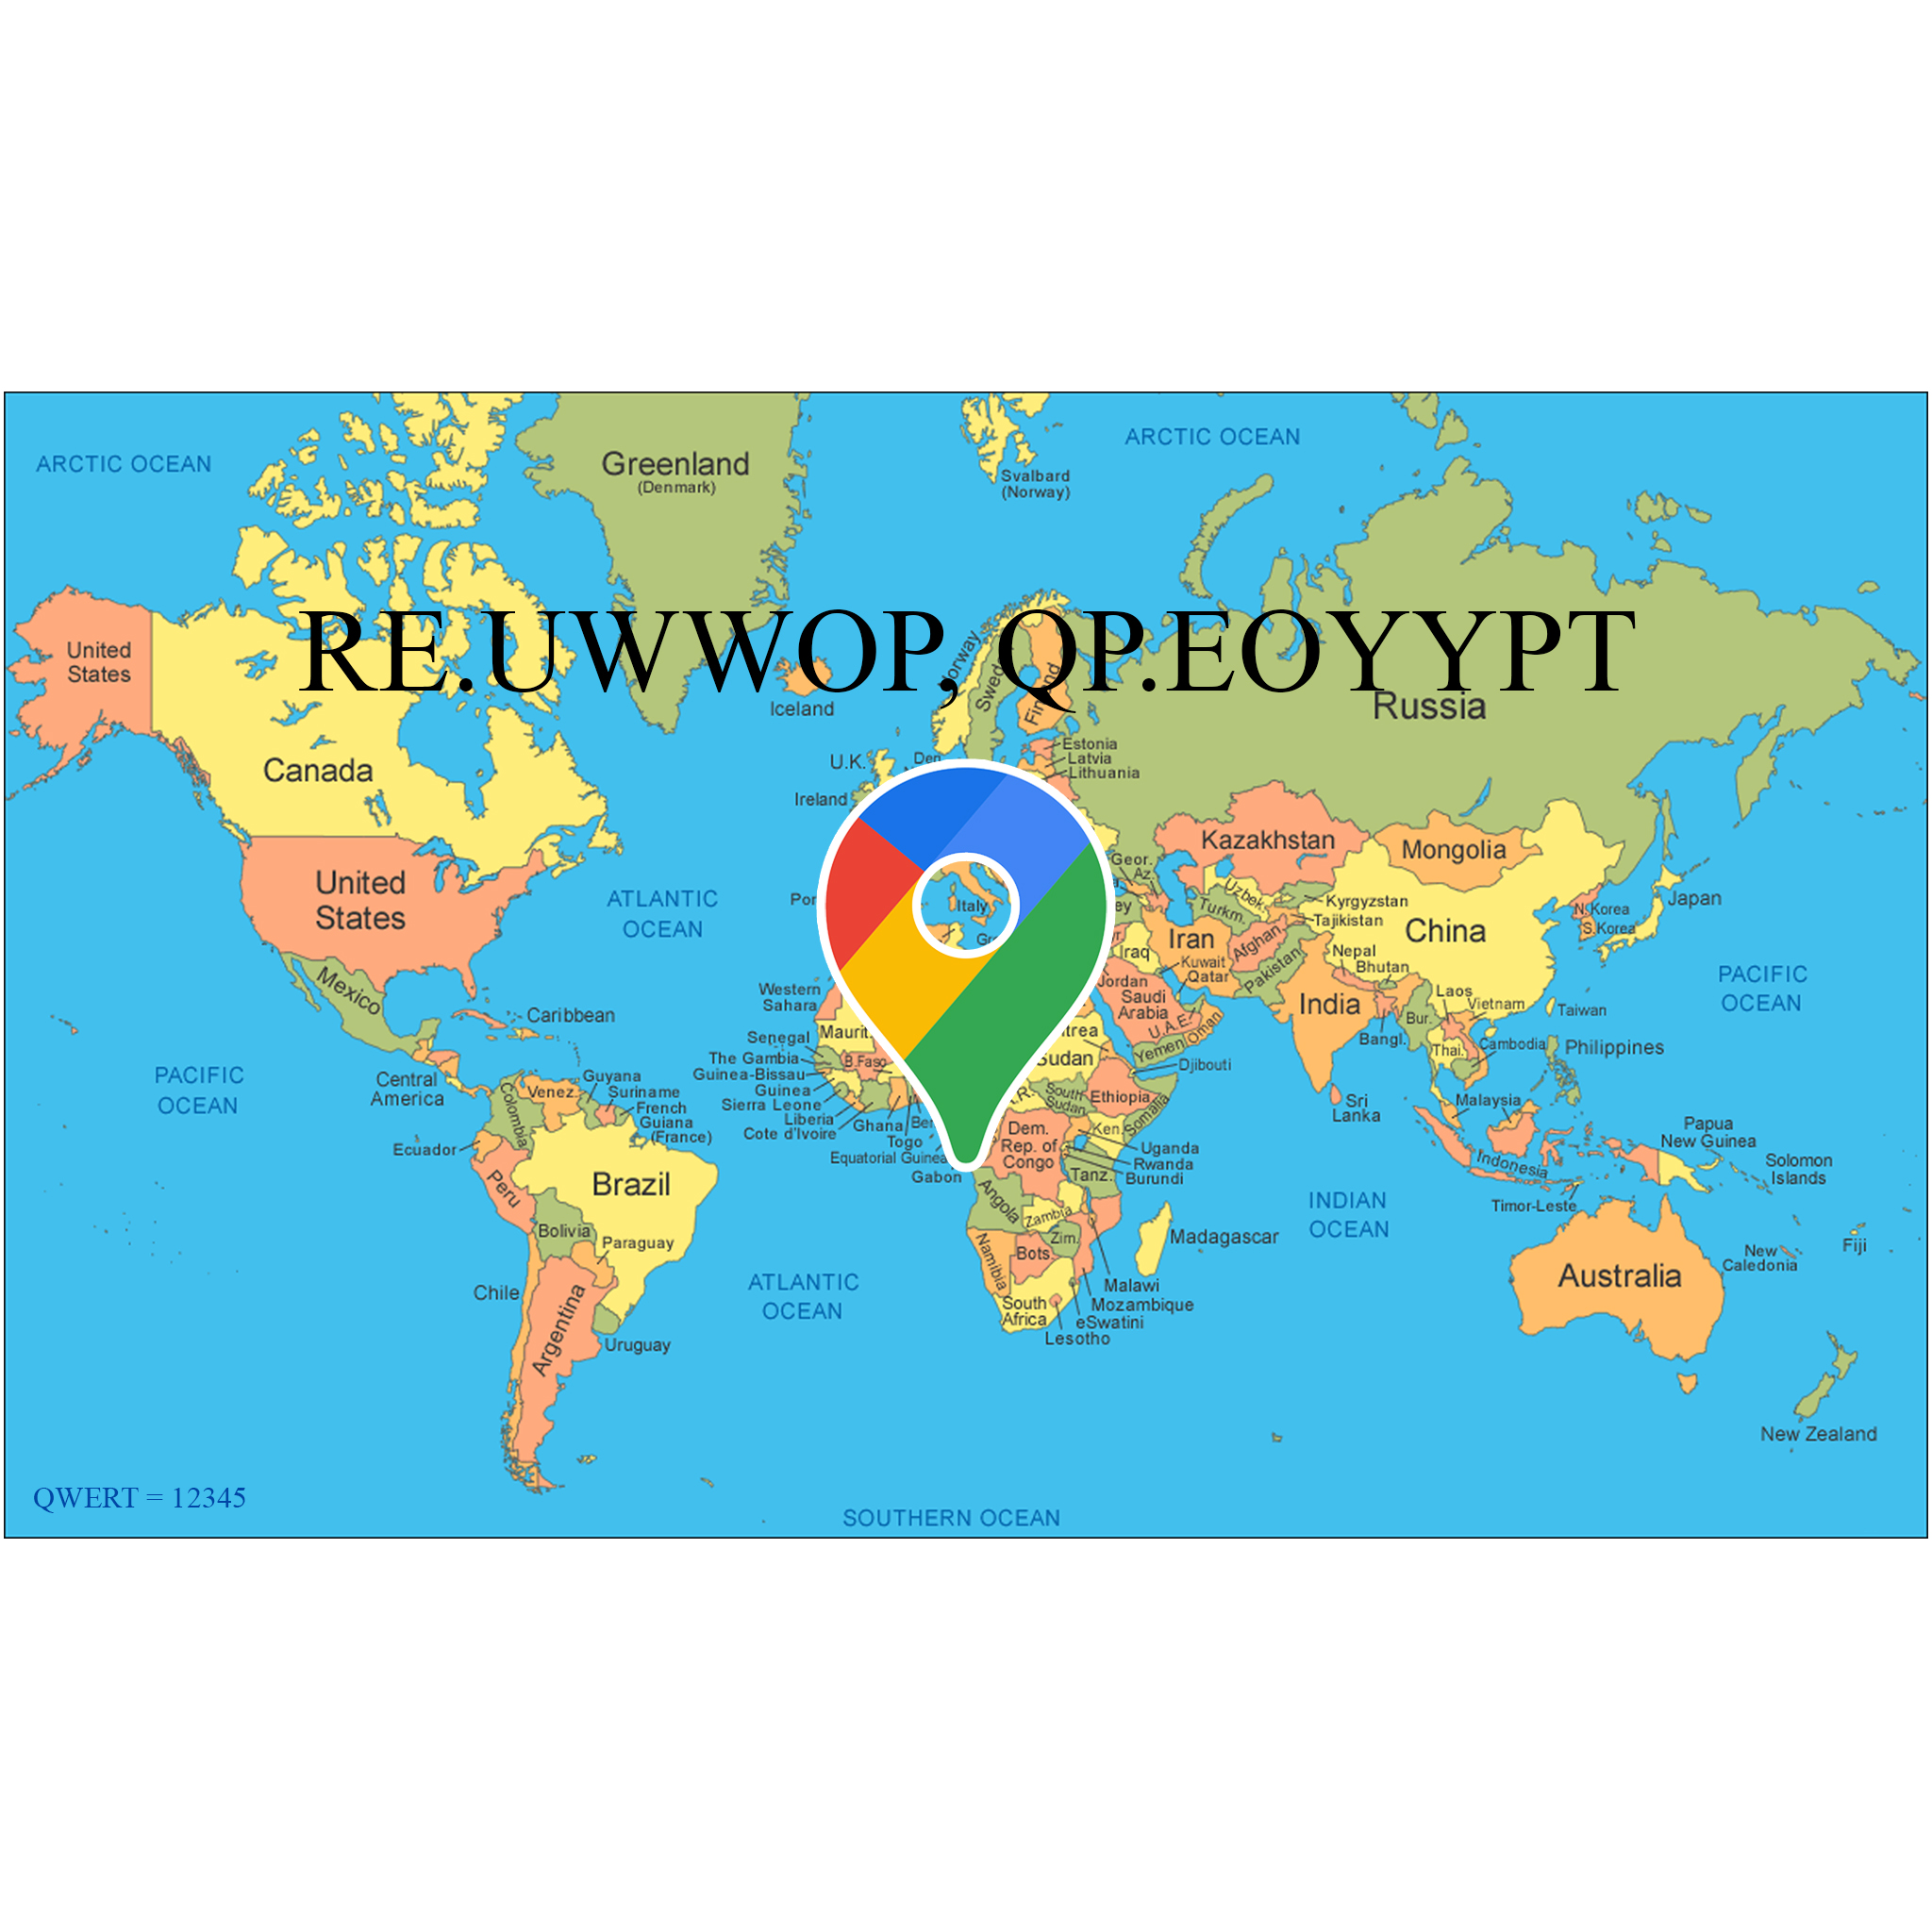 ARCTIC OCEAN
ARCTIC OCEAN
Greenland
(Denmark)
Svalbard
(Norway)
RE.UWWOP, QP.EOYYPT
United
States
Iceland
Norway
Russia
Canada
U.K.
Den.
Estonia
Latvia
Lithuania
Ireland
Kazakhstan
Mongolia
Geor.
Az.
United
States
ATLANTIC
OCEAN
Italy
Uzbek.
Turkm.
Kyrgyzstan
Tajikistan
China
N. Korea
S. Korea
Japan
Iran
Iraq
Afghan.
Kuwait
Qatar
Pakistan
Nepal
Bhutan
Mexico
Western
Sahara
Jordan
Saudi
Arabia
U.A.E.
Oman
India
Laos
Vietnam
Taiwan
PACIFIC
OCEAN
Caribbean
Maurit.
Sudan
Yemen
Bangl.
Bur.
Thai.
Cambodia
Philippines
Senegal
The Gambia
B.Faso
Guinea-Bissau
Guinea
Sierra Leone
Liberia
Cote d'Ivoire
Ghana
Togo
Equatorial Guinea
Gabon
Djibouti
South
Sudan
Ethiopia
Somalia
PACIFIC
OCEAN
Central
America
Venez.
Guyana
Suriname
French
Guiana
(France)
Colombia
Ecuador
Peru
Brazil
Bolivia
Paraguay
Chile
Argentina
Uruguay
Dem.
Rep. of
Congo
Ken.
Uganda
Rwanda
Burundi
Tanz.
Sri
Lanka
Malaysia
Indonesia
Papua
New Guinea
Solomon
Islands
Timor-Leste
Angola
Zambia
Zim.
Namibia
Bots.
South
Africa
Madagascar
Malawi
Mozambique
eSwatini
Lesotho
INDIAN
OCEAN
ATLANTIC
OCEAN
Australia
New
Caledonia
Fiji
New Zealand
QWERT = 12345
SOUTHERN OCEAN